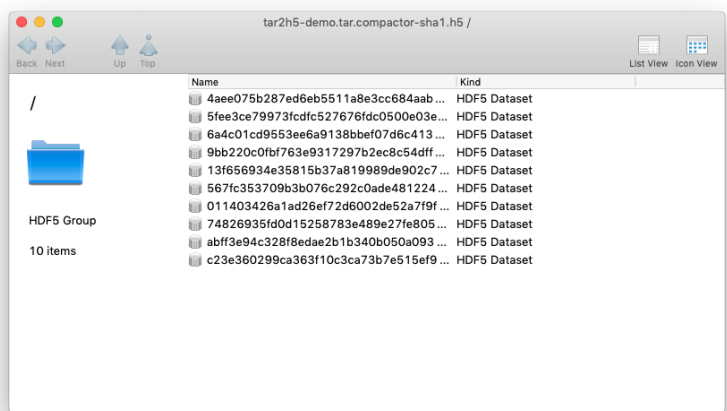 tar2h5-demo.tar.compactor-sha1.h5 /
Back Next Up Top List View Icon View
Name Kind
/
4aee075b287ed6eb5511a8e3cc684aab ... HDF5 Dataset
5fee3ce79973fcdfc527676fdc0500e03e... HDF5 Dataset
6a4c01cd9553ee6a9138bbef07d6c413 ... HDF5 Dataset
9bb220c0fbf763e9317297b2ec8c54dff ... HDF5 Dataset
13f656934e35815b37a819989de902c7 ... HDF5 Dataset
567fc353709b3b076c292c0ade481224 ... HDF5 Dataset
011403426a1ad26ef72d6002de52a7f9f ... HDF5 Dataset
74826935fd0d15258783e489e27fe805 ... HDF5 Dataset
abff3e94c328f8edae2b1b340b050a093 ... HDF5 Dataset
c23e360299ca363f10c3ca73b7e515ef9 ... HDF5 Dataset
HDF5 Group
10 items